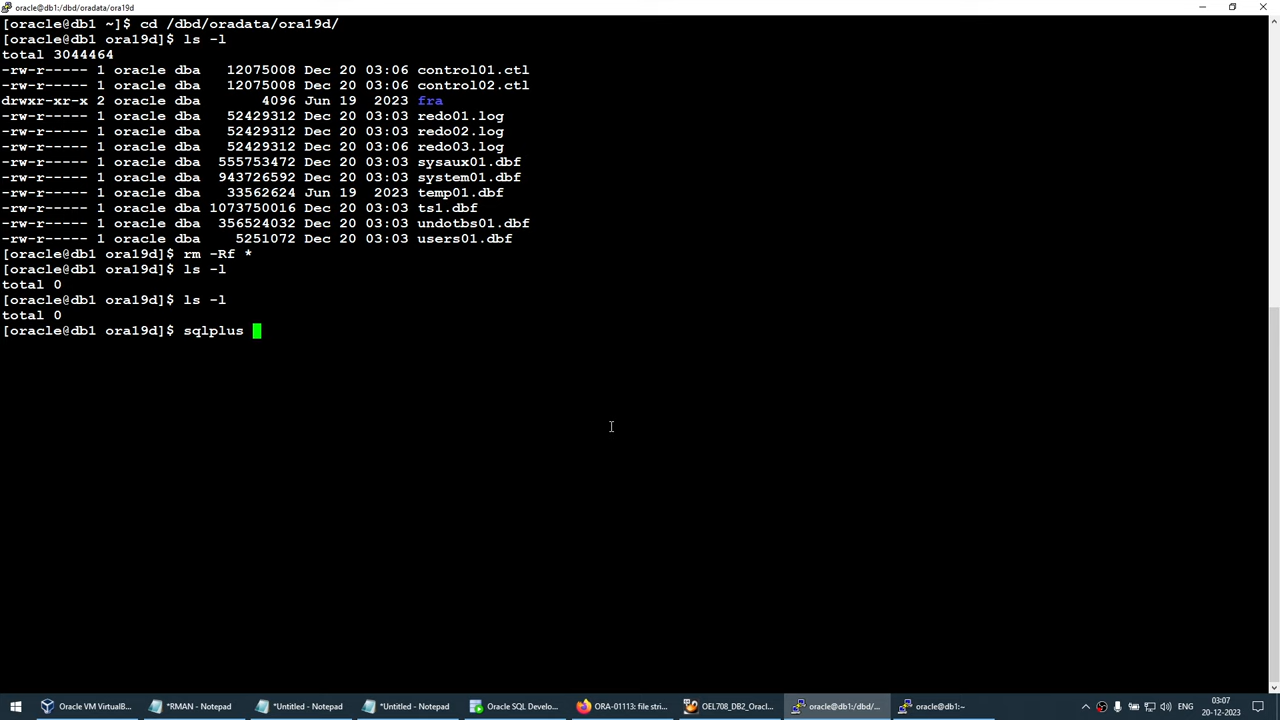 oracle@db1:/dbd/oradata/ora19d
[oracle@db1 ~]$ cd /dbd/oradata/ora19d/
[oracle@db1 ora19d]$ ls -l
total 3044464
-rw-r----- 1 oracle dba   12075008 Dec 20 03:06 control01.ctl
-rw-r----- 1 oracle dba   12075008 Dec 20 03:06 control02.ctl
drwxr-xr-x 2 oracle dba       4096 Jun 19  2023 fra
-rw-r----- 1 oracle dba   52429312 Dec 20 03:03 redo01.log
-rw-r----- 1 oracle dba   52429312 Dec 20 03:03 redo02.log
-rw-r----- 1 oracle dba   52429312 Dec 20 03:06 redo03.log
-rw-r----- 1 oracle dba  555753472 Dec 20 03:03 sysaux01.dbf
-rw-r----- 1 oracle dba  943726592 Dec 20 03:03 system01.dbf
-rw-r----- 1 oracle dba   33562624 Jun 19  2023 temp01.dbf
-rw-r----- 1 oracle dba 1073750016 Dec 20 03:03 ts1.dbf
-rw-r----- 1 oracle dba  356524032 Dec 20 03:03 undotbs01.dbf
-rw-r----- 1 oracle dba    5251072 Dec 20 03:03 users01.dbf
[oracle@db1 ora19d]$ rm -Rf *
[oracle@db1 ora19d]$ ls -l
total 0
[oracle@db1 ora19d]$ ls -l
total 0
[oracle@db1 ora19d]$ sqlplus
Oracle VM VirtualB... *RMAN - Notepad *Untitled - Notepad *Untitled - Notepad Oracle SQL Develo... ORA-01113: file stri... OEL708_DB2_Oracl... oracle@db1:/dbd/... oracle@db1:~ ENG 03:07
20-12-2023